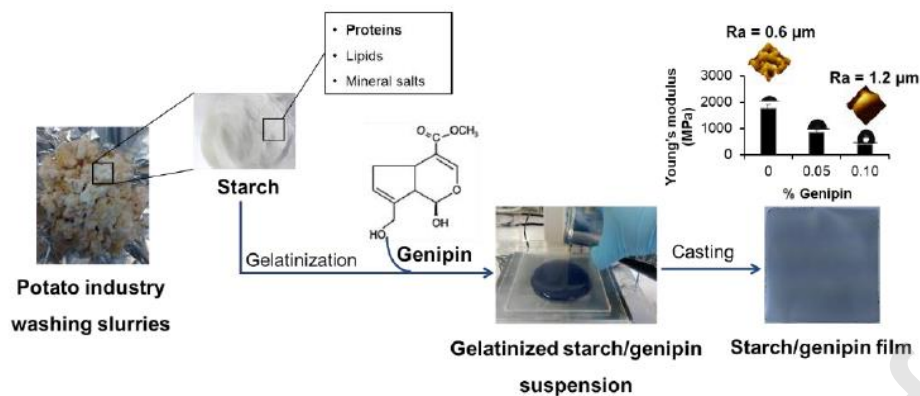 • Proteins
• Lipids
• Mineral salts
Potato industry
washing slurries
Starch
Gelatinization
O
OCH₃
O
OH
HO
Genipin
Gelatinized starch/genipin
suspension
Casting
Starch/genipin film
Ra = 0.6 µm
Ra = 1.2 µm
Young's modulus
(MPa)
3000
2000
1000
0
0 0.05 0.10
% Genipin